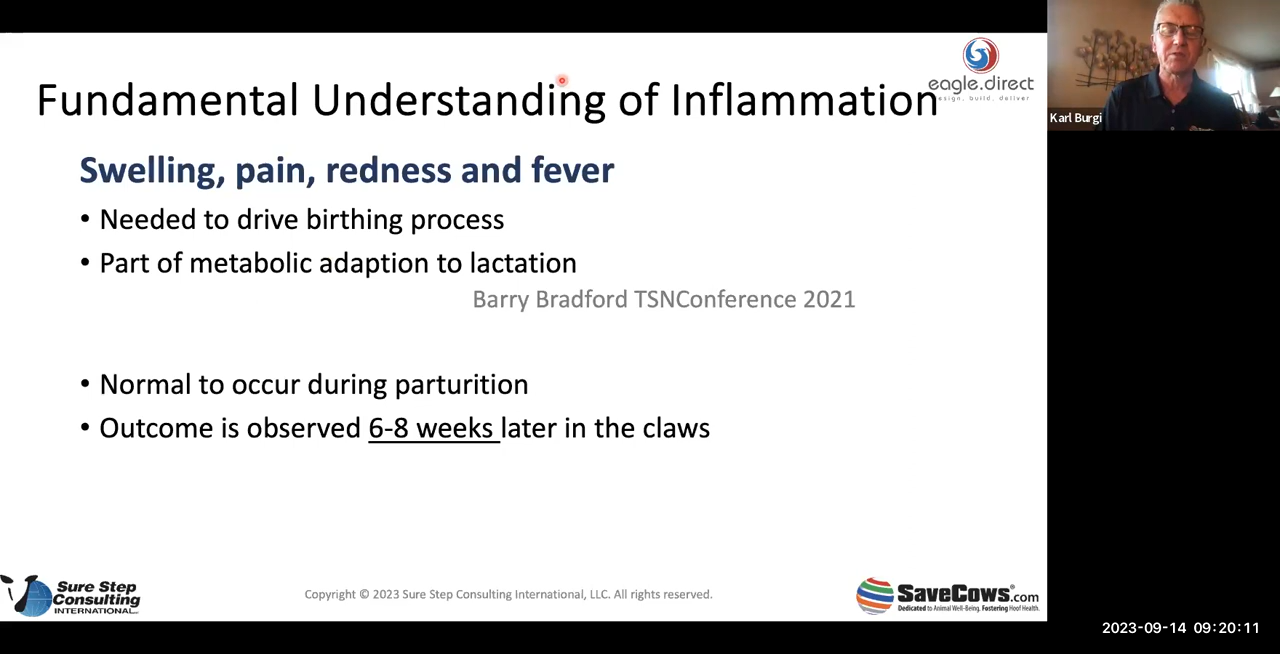 Fundamental Understanding of Inflammation
eagle.direct
design. build. deliver
Karl Burgi
Swelling, pain, redness and fever
• Needed to drive birthing process
• Part of metabolic adaption to lactation
Barry Bradford TSNConference 2021
• Normal to occur during parturition
• Outcome is observed 6-8 weeks later in the claws
Sure Step
Consulting
INTERNATIONAL
Copyright © 2023 Sure Step Consulting International, LLC. All rights reserved.
SaveCows®.com
Dedicated to Animal Well-Being. Fostering Hoof Health.
2023-09-14 09:20:11